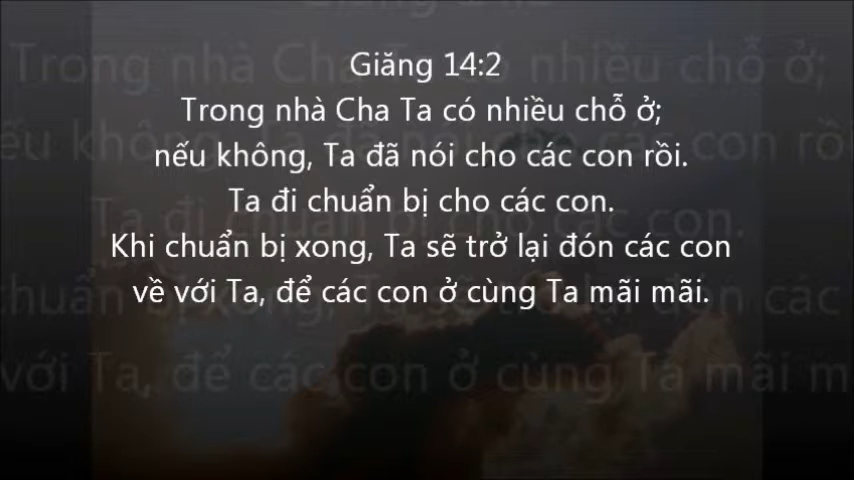 Giăng 14:2
Trong nhà Cha Ta có nhiều chỗ ở;
nếu không, Ta đã nói cho các con rồi.
Ta đi chuẩn bị cho các con.
Khi chuẩn bị xong, Ta sẽ trở lại đón các con
về với Ta, để các con ở cùng Ta mãi mãi.